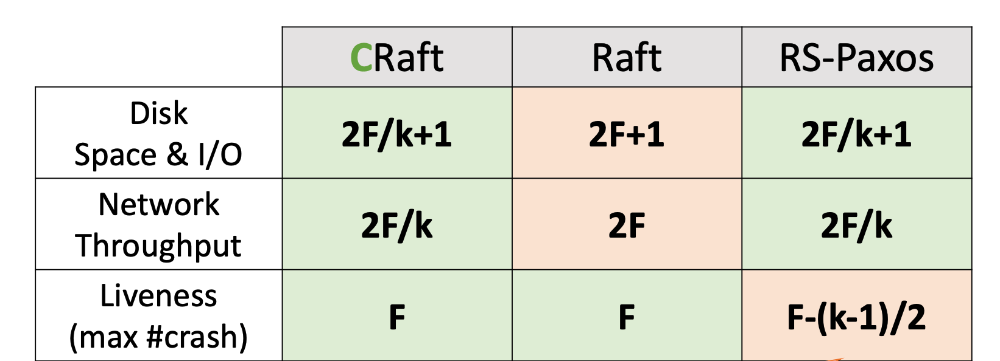 CRaft Raft RS-Paxos
Disk
Space & I/O
2F/k+1 2F+1 2F/k+1
Network
Throughput
2F/k 2F 2F/k
Liveness
(max #crash)
F F F-(k-1)/2